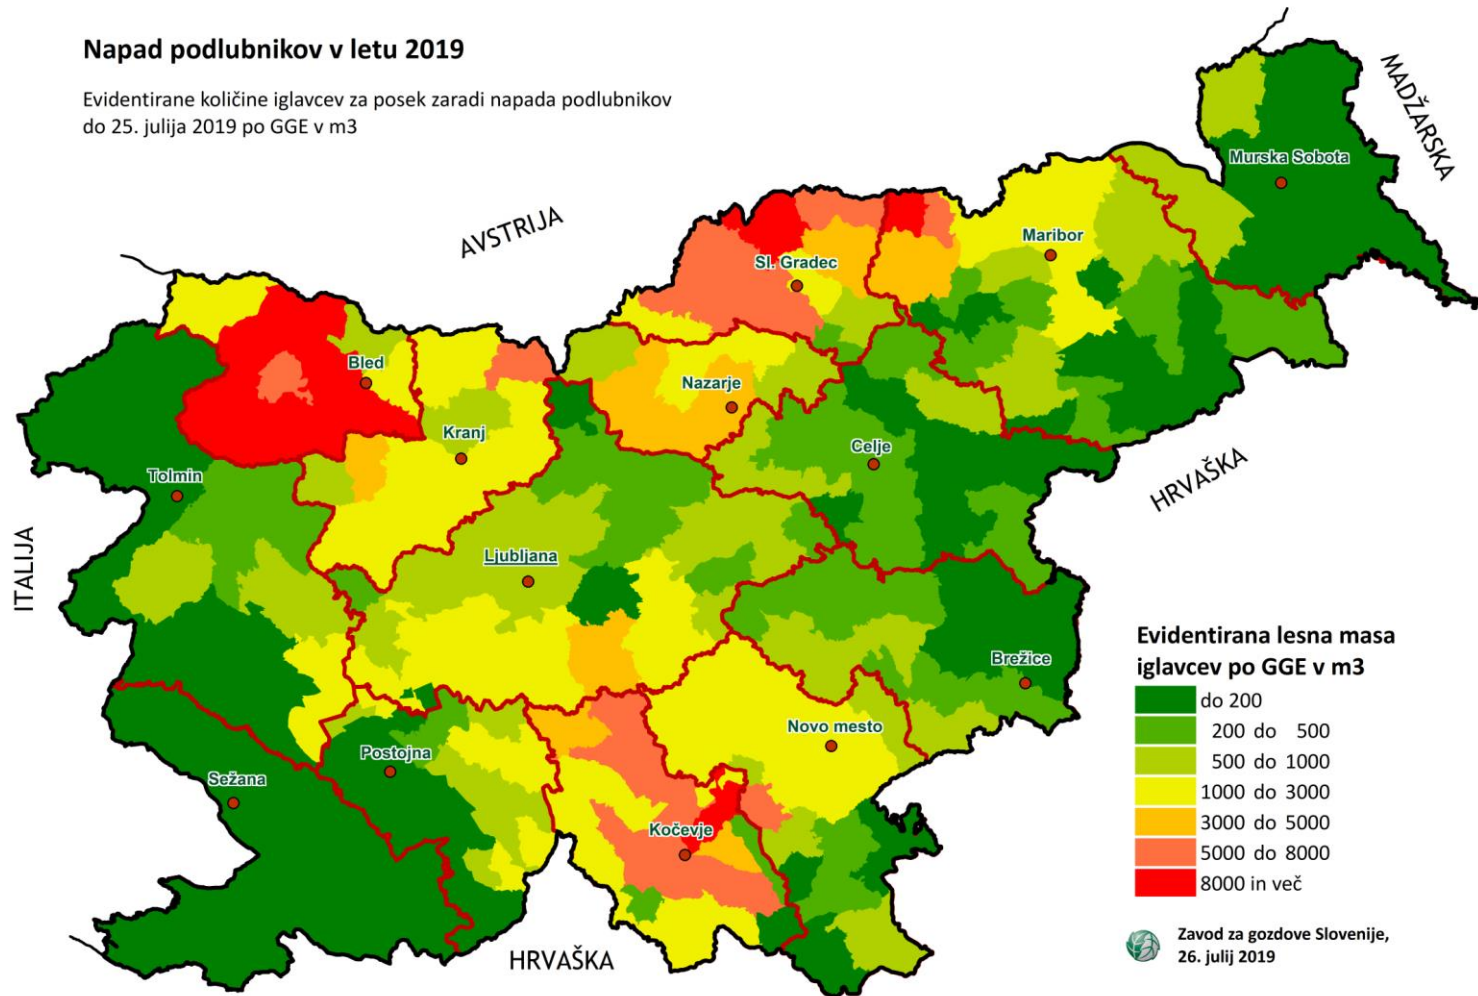 Napad podlubnikov v letu 2019
Evidentirane količine iglavcev za posek zaradi napada podlubnikov
do 25. julija 2019 po GGE v m3
MADŽARSKA
Murska Sobota
AVSTRIJA
Maribor
Sl. Gradec
Bled
Nazarje
Kranj
Celje
Tolmin
HRVAŠKA
ITALIJA
Ljubljana
Brežice
Novo mesto
Postojna
Sežana
Kočevje
HRVAŠKA
Evidentirana lesna masa
iglavcev po GGE v m3
do 200
200 do 500
500 do 1000
1000 do 3000
3000 do 5000
5000 do 8000
8000 in več
Zavod za gozdove Slovenije,
26. julij 2019